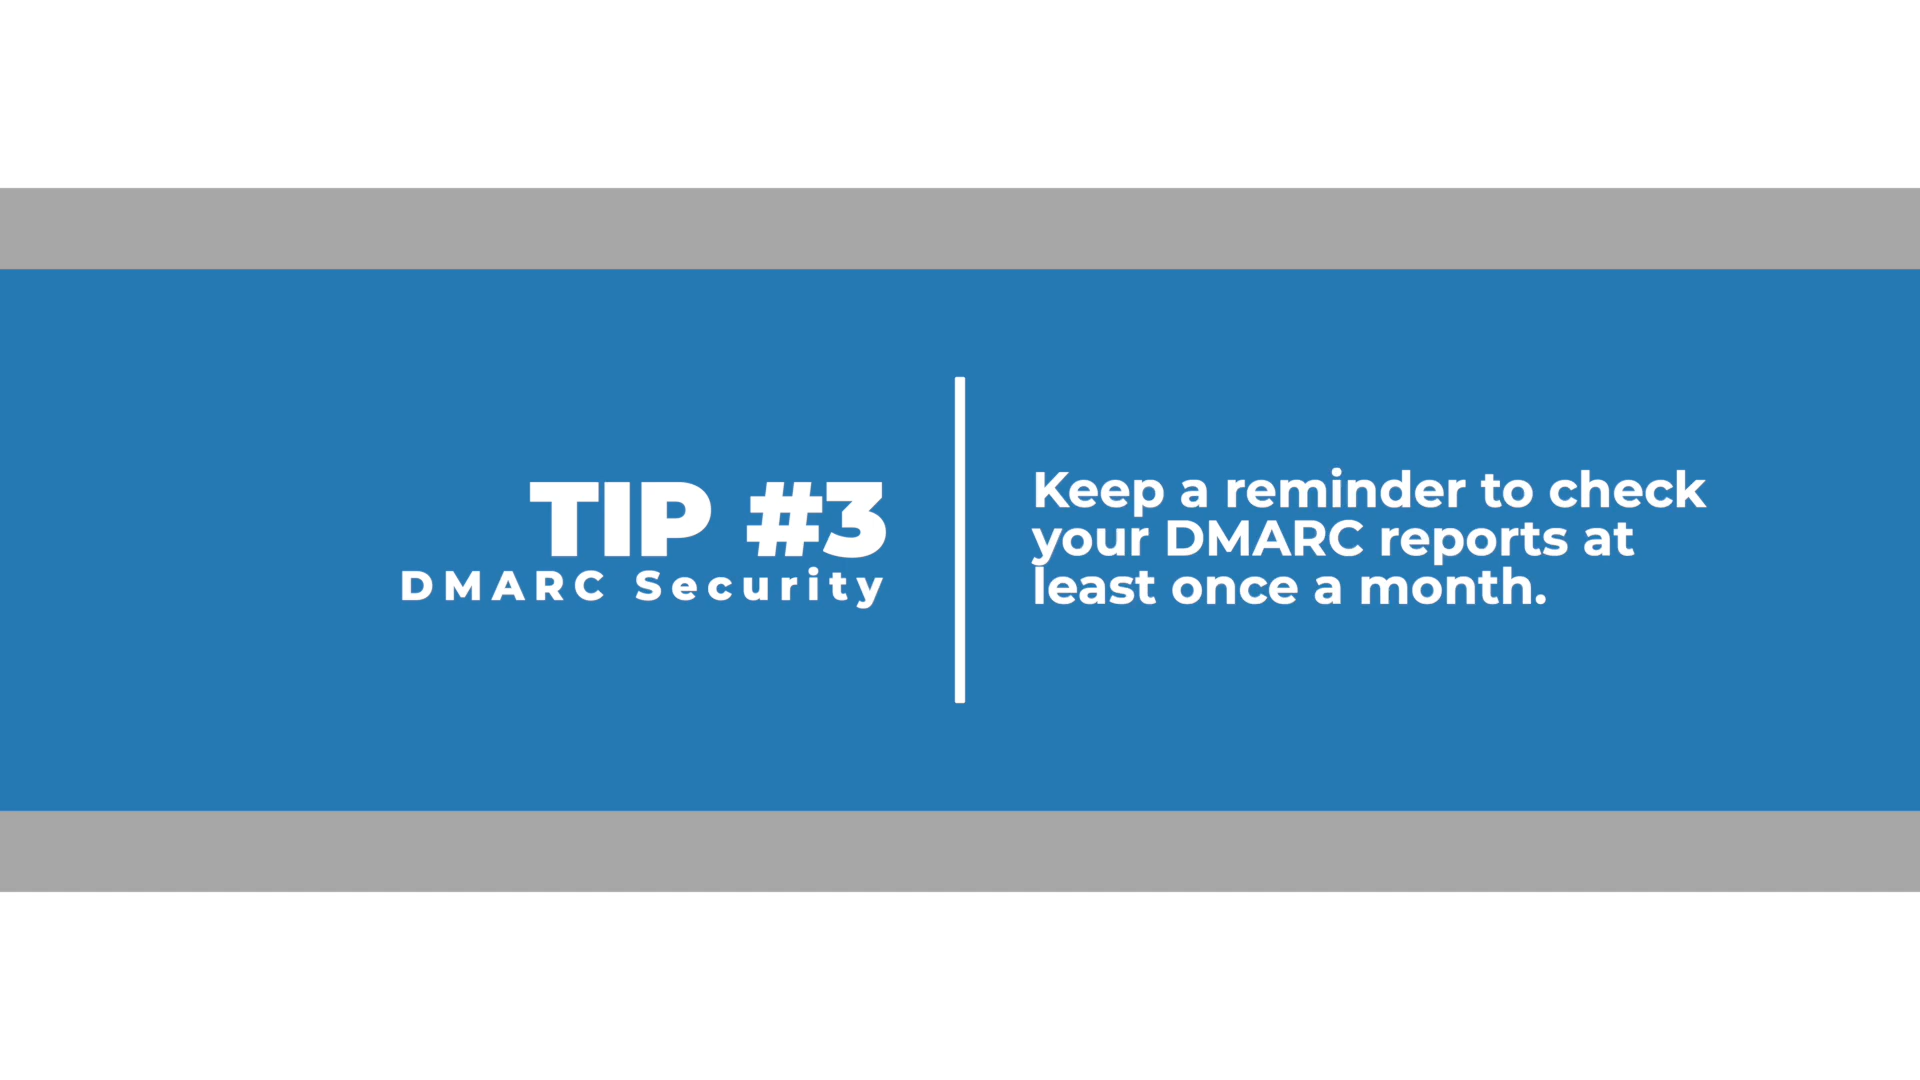 TIP #3
DMARC Security
Keep a reminder to check
your DMARC reports at
least once a month.